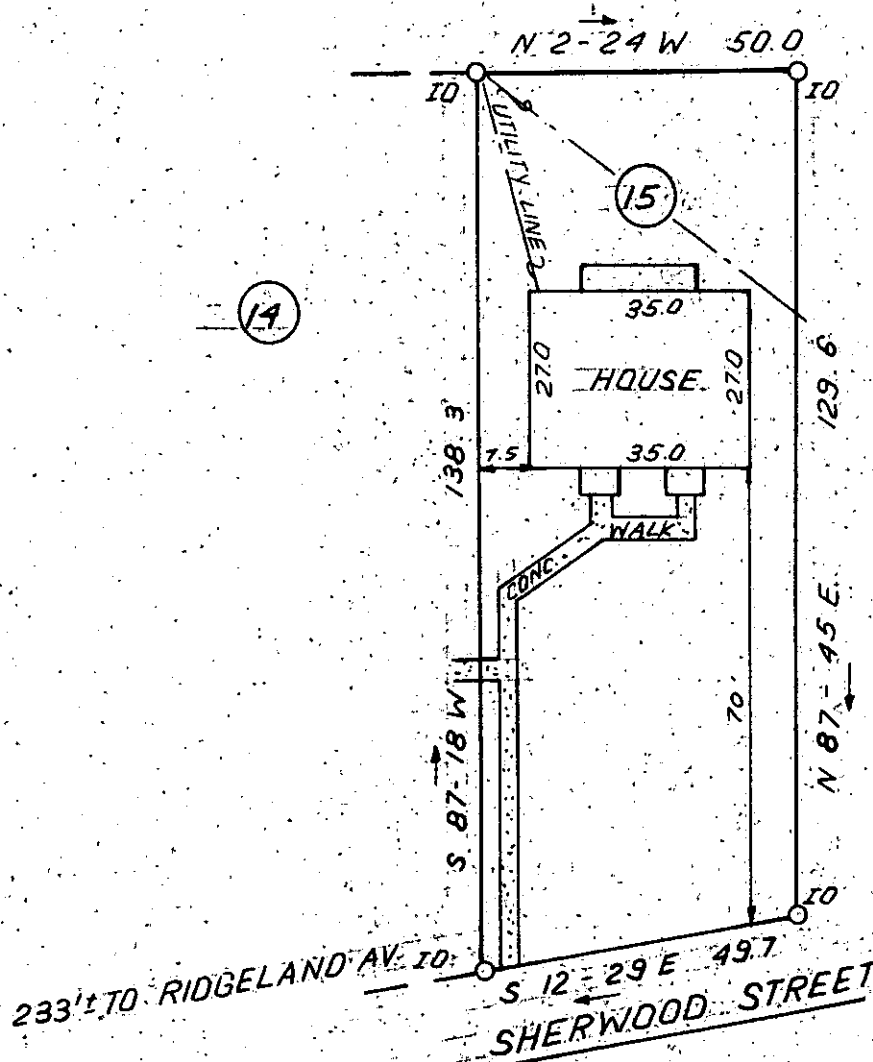 N 2-24 W 50.0
IO
IO
UTILITY LINE
15
14
35.0
27.0
HOUSE
27.0
129.6
138.3
7.5
35.0
WALK
CONC.
70'
S 87-18 W
N 87-45 E
IO
233'± TO RIDGELAND AV. IO
S 12-29 E 49.7
SHERWOOD STREET